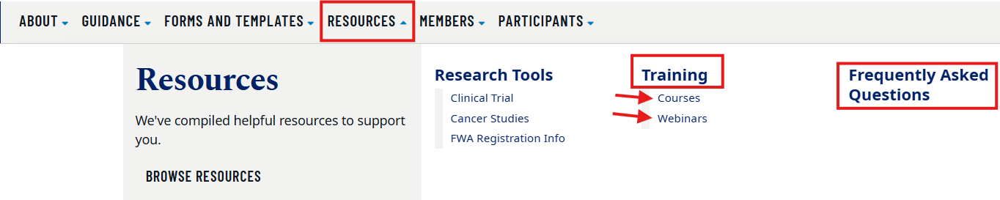 ABOUT GUIDANCE FORMS AND TEMPLATES RESOURCES MEMBERS PARTICIPANTS
Resources
We've compiled helpful resources to support
you.
BROWSE RESOURCES
Research Tools
Clinical Trial
Cancer Studies
FWA Registration Info
Training
Courses
Webinars
Frequently Asked
Questions